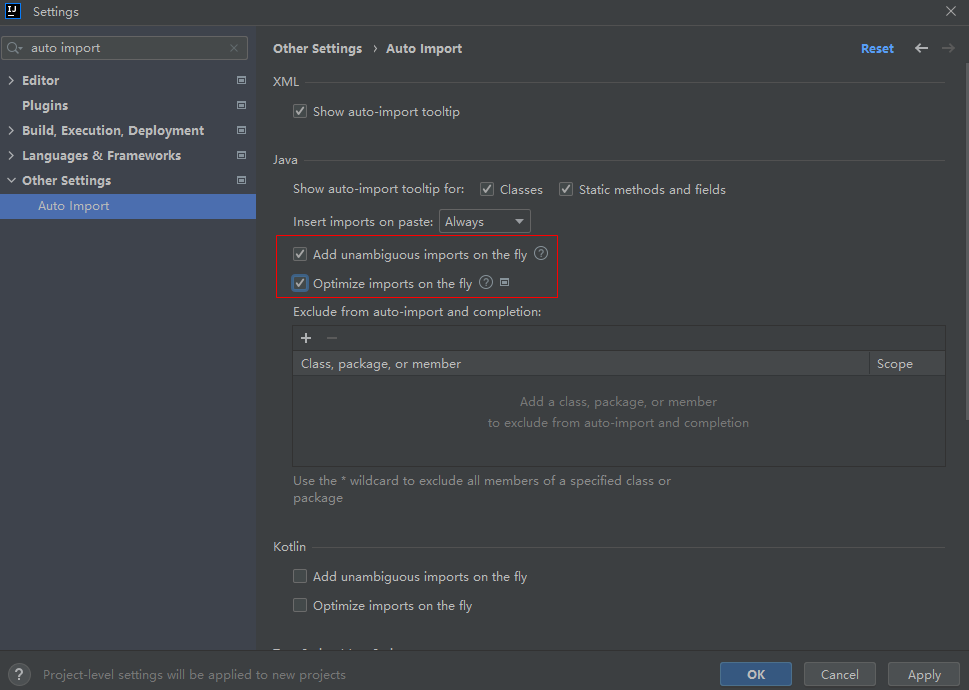 IJ
Settings
auto import
Editor
Plugins
Build, Execution, Deployment
Languages & Frameworks
Other Settings
Auto Import
Other Settings › Auto Import
Reset
XML
Show auto-import tooltip
Java
Show auto-import tooltip for: Classes Static methods and fields
Insert imports on paste: Always
Add unambiguous imports on the fly ?
Optimize imports on the fly ?
Exclude from auto-import and completion:
Class, package, or member Scope
Add a class, package, or member
to exclude from auto-import and completion
Use the * wildcard to exclude all members of a specified class or
package
Kotlin
Add unambiguous imports on the fly
Optimize imports on the fly
? Project-level settings will be applied to new projects
OK Cancel Apply